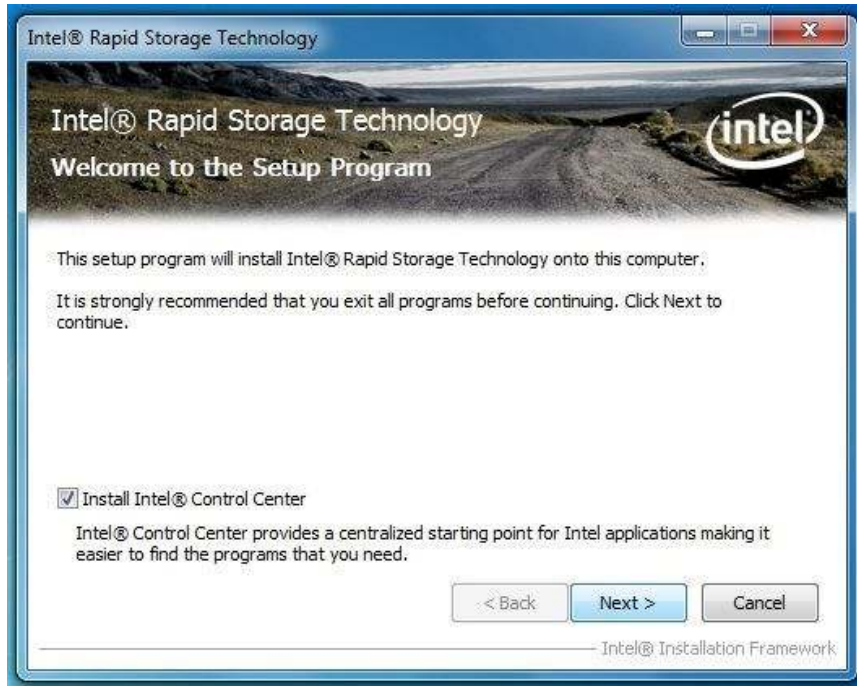 Intel® Rapid Storage Technology
Intel® Rapid Storage Technology
Welcome to the Setup Program
intel
This setup program will install Intel® Rapid Storage Technology onto this computer.
It is strongly recommended that you exit all programs before continuing. Click Next to
continue.
Install Intel® Control Center
Intel® Control Center provides a centralized starting point for Intel applications making it
easier to find the programs that you need.
< Back Next > Cancel
Intel® Installation Framework